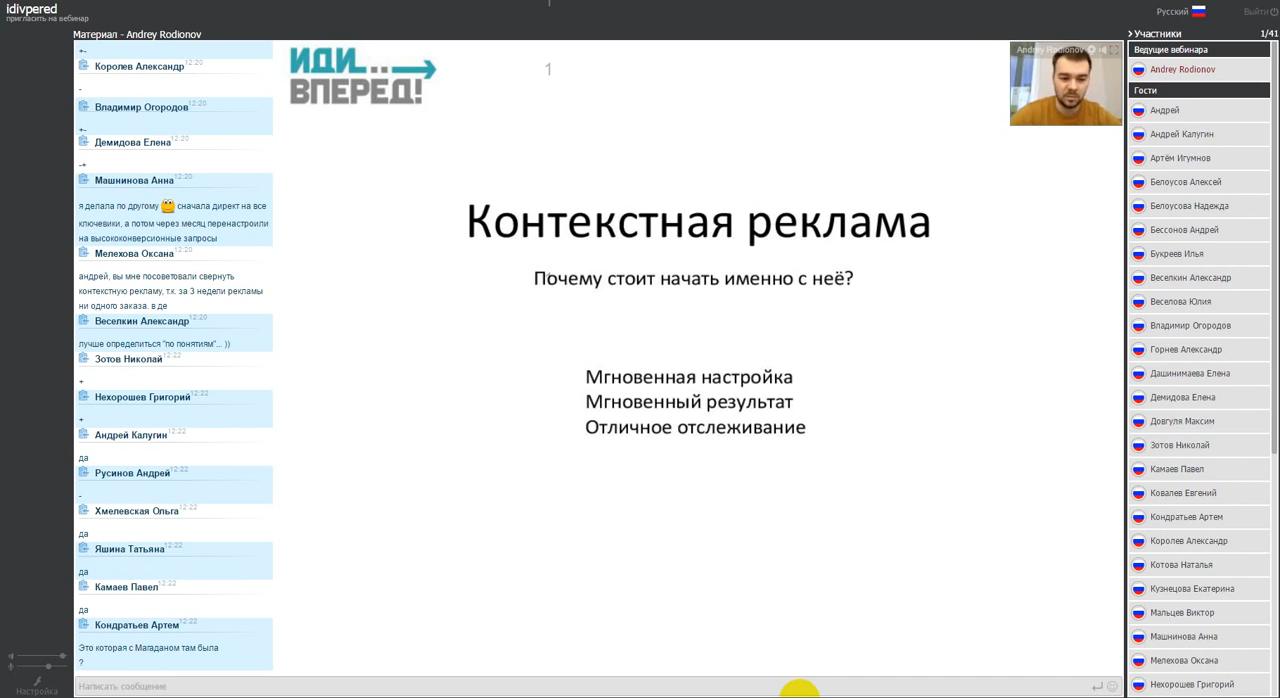 idivpered
пригласить на вебинар
Русский
Выйти
Материал - Andrey Rodionov
+-
Королев Александр 12:20
-
Владимир Огородов 12:20
+-
Демидова Елена 12:20
-+
Машнинова Анна 12:20
я делала по другому сначала директ на все
ключевики, а потом через месяц перенастроили
на высококонверсионные запросы
Мелехова Оксана 12:20
андрей, вы мне посоветовали свернуть
контекстную рекламу, т.к. за 3 недели рекламы
ни одного заказа. в де
Веселкин Александр 12:20
лучше определиться "по понятиям"... ))
Зотов Николай 12:22
+
Нехорошев Григорий 12:22
+
Андрей Калугин 12:22
да
Русинов Андрей 12:22
-
Хмелевская Ольга 12:22
да
Яшина Татьяна 12:22
да
Камаев Павел 12:22
да
Кондратьев Артем 12:22
Это которая с Магаданом там была
?
Написать сообщение
Настройка
ИДИ...
ВПЕРЕД!
1
Andrey Rodionov
Контекстная реклама
Почему стоит начать именно с неё?
Мгновенная настройка
Мгновенный результат
Отличное отслеживание
Участники 1/41
Ведущие вебинара
Andrey Rodionov
Гости
Андрей
Андрей Калугин
Артём Игумнов
Белоусов Алексей
Белоусова Надежда
Бессонов Андрей
Букреев Илья
Веселкин Александр
Веселова Юлия
Владимир Огородов
Горнев Александр
Дашинимаева Елена
Демидова Елена
Довгуля Максим
Зотов Николай
Камаев Павел
Ковалев Евгений
Кондратьев Артем
Королев Александр
Котова Наталья
Кузнецова Екатерина
Мальцев Виктор
Машнинова Анна
Мелехова Оксана
Нехорошев Григорий